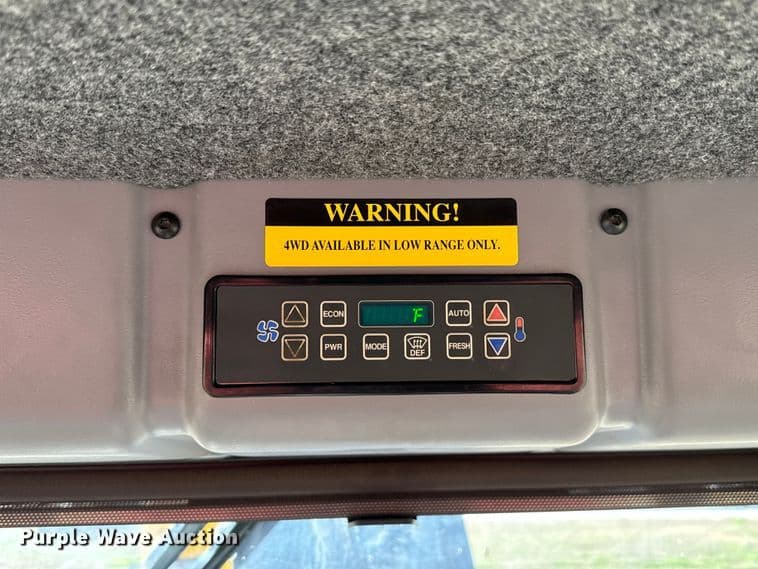 WARNING!
4WD AVAILABLE IN LOW RANGE ONLY.
ECON
°F
AUTO
PWR
MODE
DEF
FRESH
Purple Wave Auction